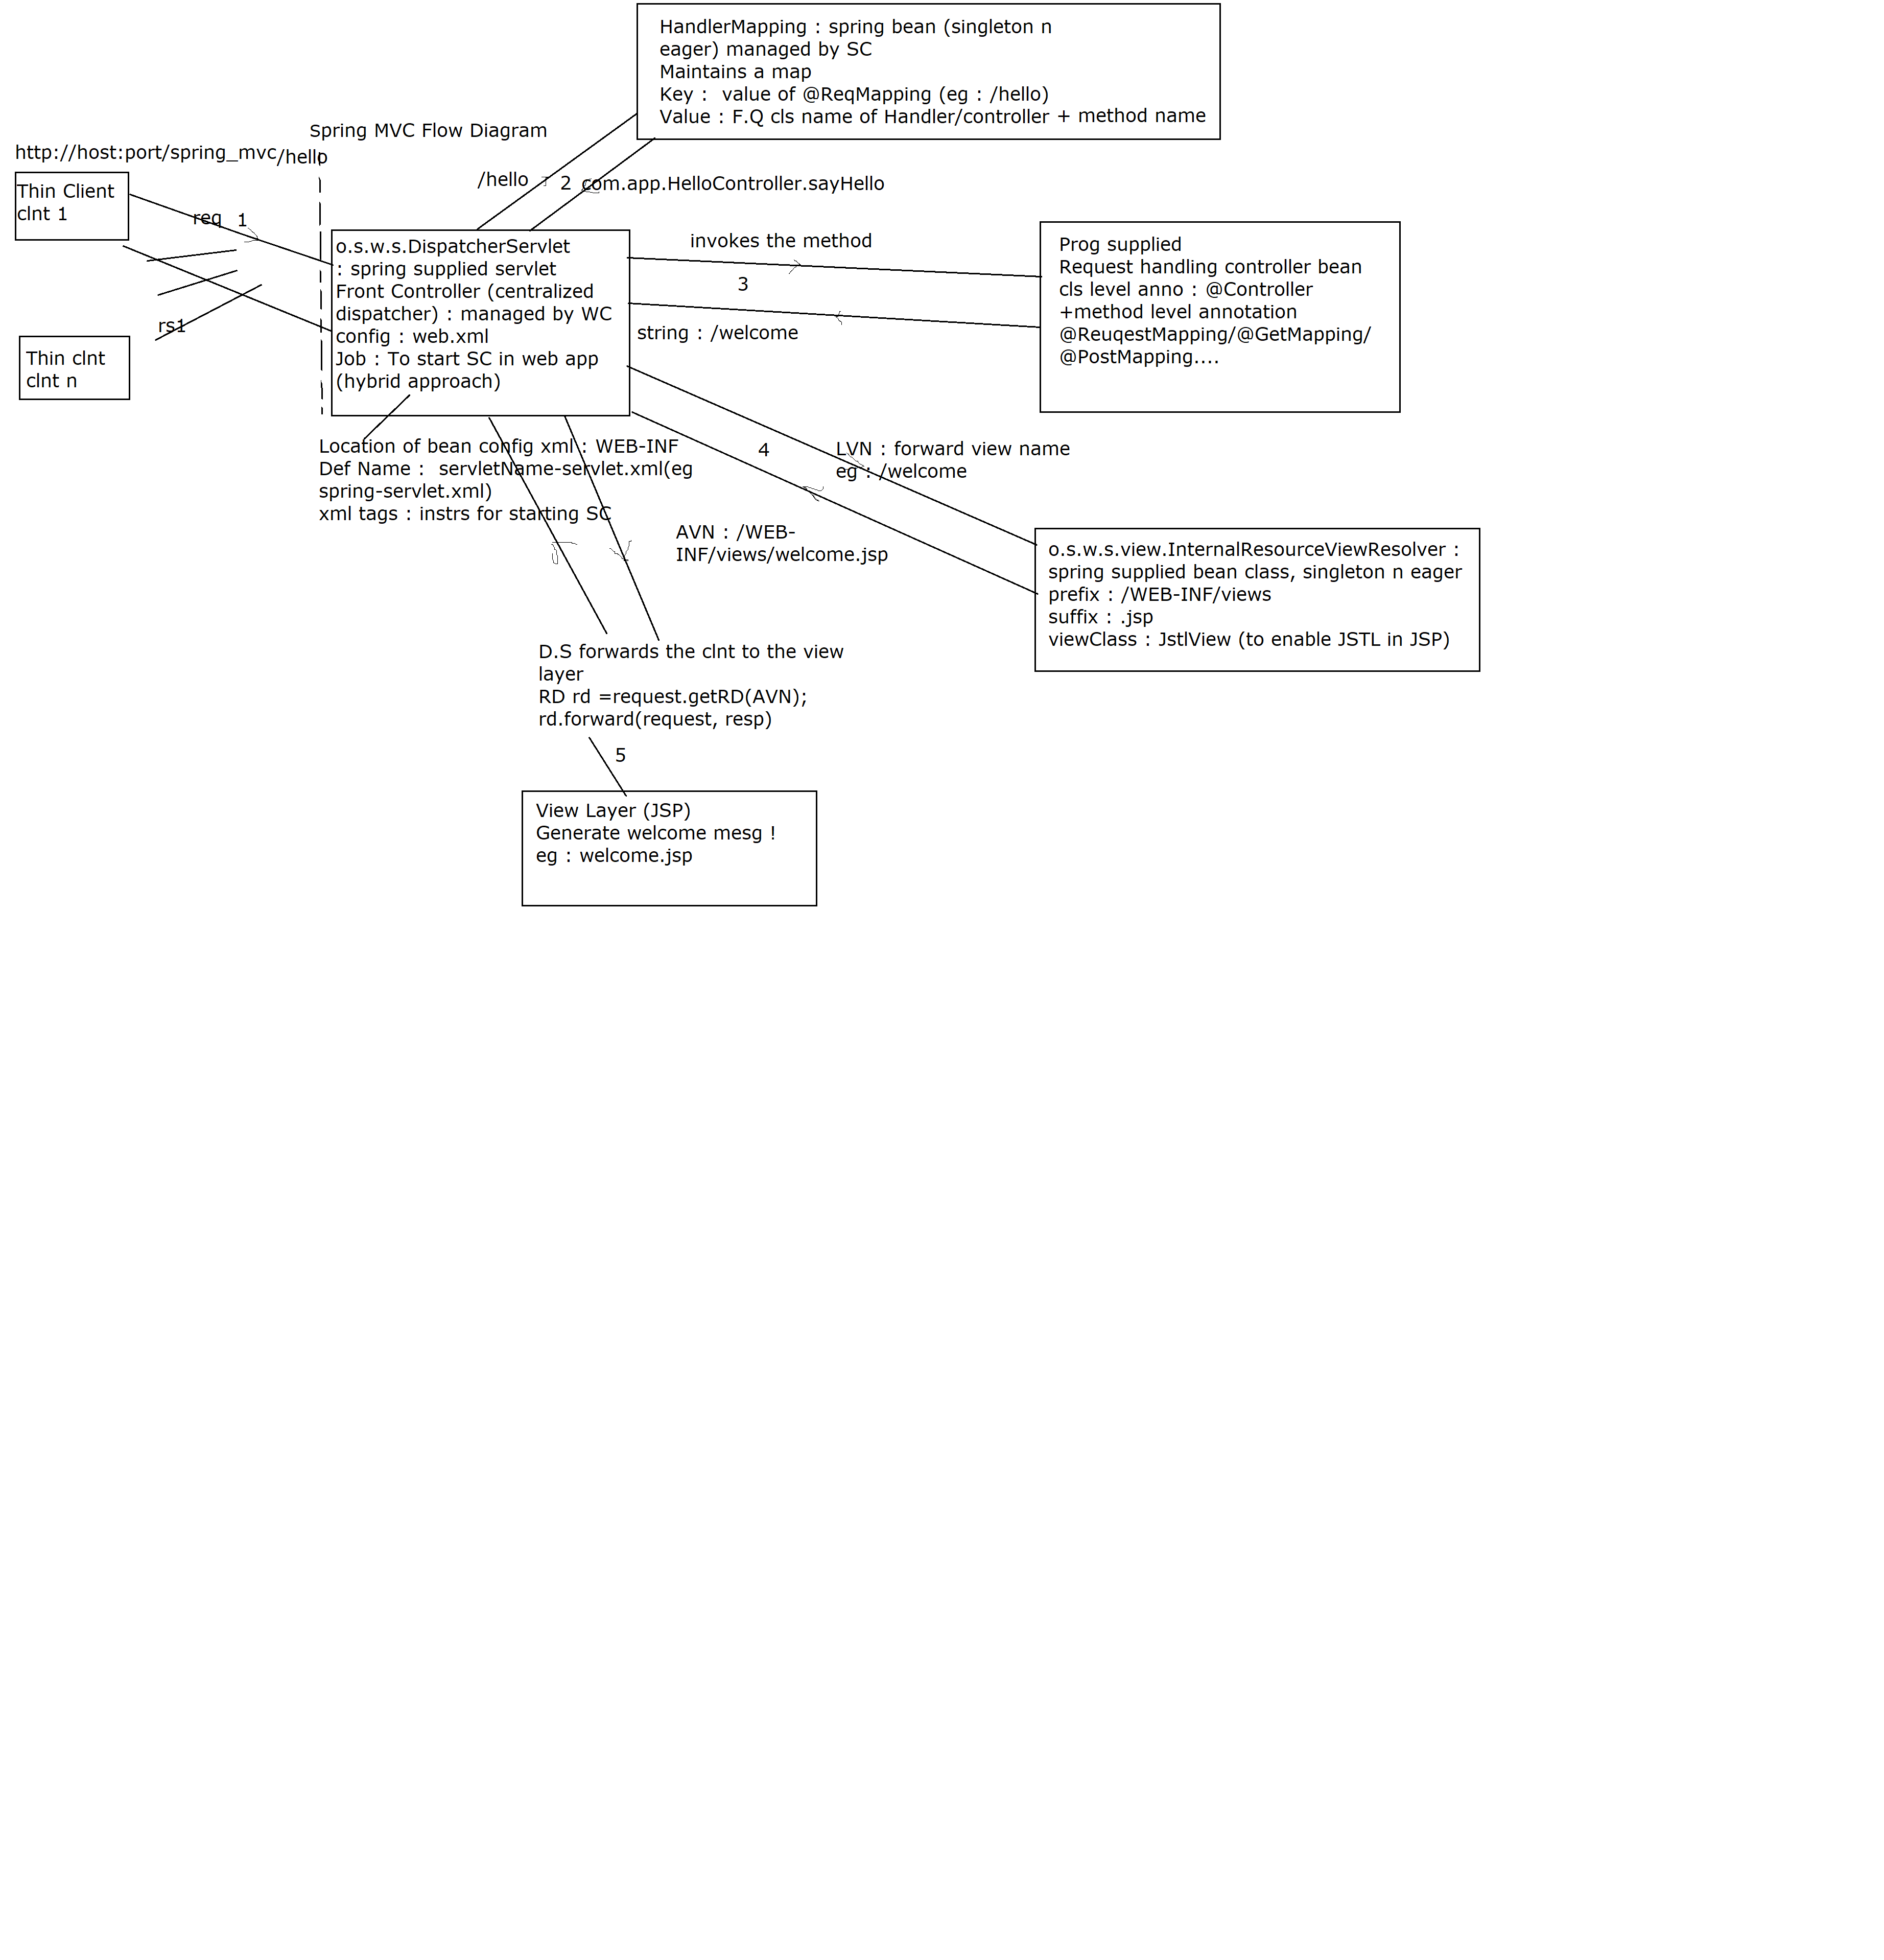 HandlerMapping : spring bean (singleton n
eager) managed by SC
Maintains a map
Key :  value of @ReqMapping (eg : /hello)
Value : F.Q cls name of Handler/controller + method name
Spring MVC Flow Diagram
http://host:port/spring_mvc/hello
Thin Client
clnt 1
req 1
/hello 2 com.app.HelloController.sayHello
o.s.w.s.DispatcherServlet
: spring supplied servlet
Front Controller (centralized
dispatcher) : managed by WC
config : web.xml
Job : To start SC in web app
(hybrid approach)
invokes the method
3
string : /welcome
Prog supplied
Request handling controller bean
cls level anno : @Controller
+method level annotation
@ReuqestMapping/@GetMapping/
@PostMapping....
rs1
Thin clnt
clnt n
Location of bean config xml : WEB-INF
Def Name :  servletName-servlet.xml(eg
spring-servlet.xml)
xml tags : instrs for starting SC
4
LVN : forward view name
eg : /welcome
AVN : /WEB-
INF/views/welcome.jsp
o.s.w.s.view.InternalResourceViewResolver :
spring supplied bean class, singleton n eager
prefix : /WEB-INF/views
suffix : .jsp
viewClass : JstlView (to enable JSTL in JSP)
D.S forwards the clnt to the view
layer
RD rd =request.getRD(AVN);
rd.forward(request, resp)
5
View Layer (JSP)
Generate welcome mesg !
eg : welcome.jsp